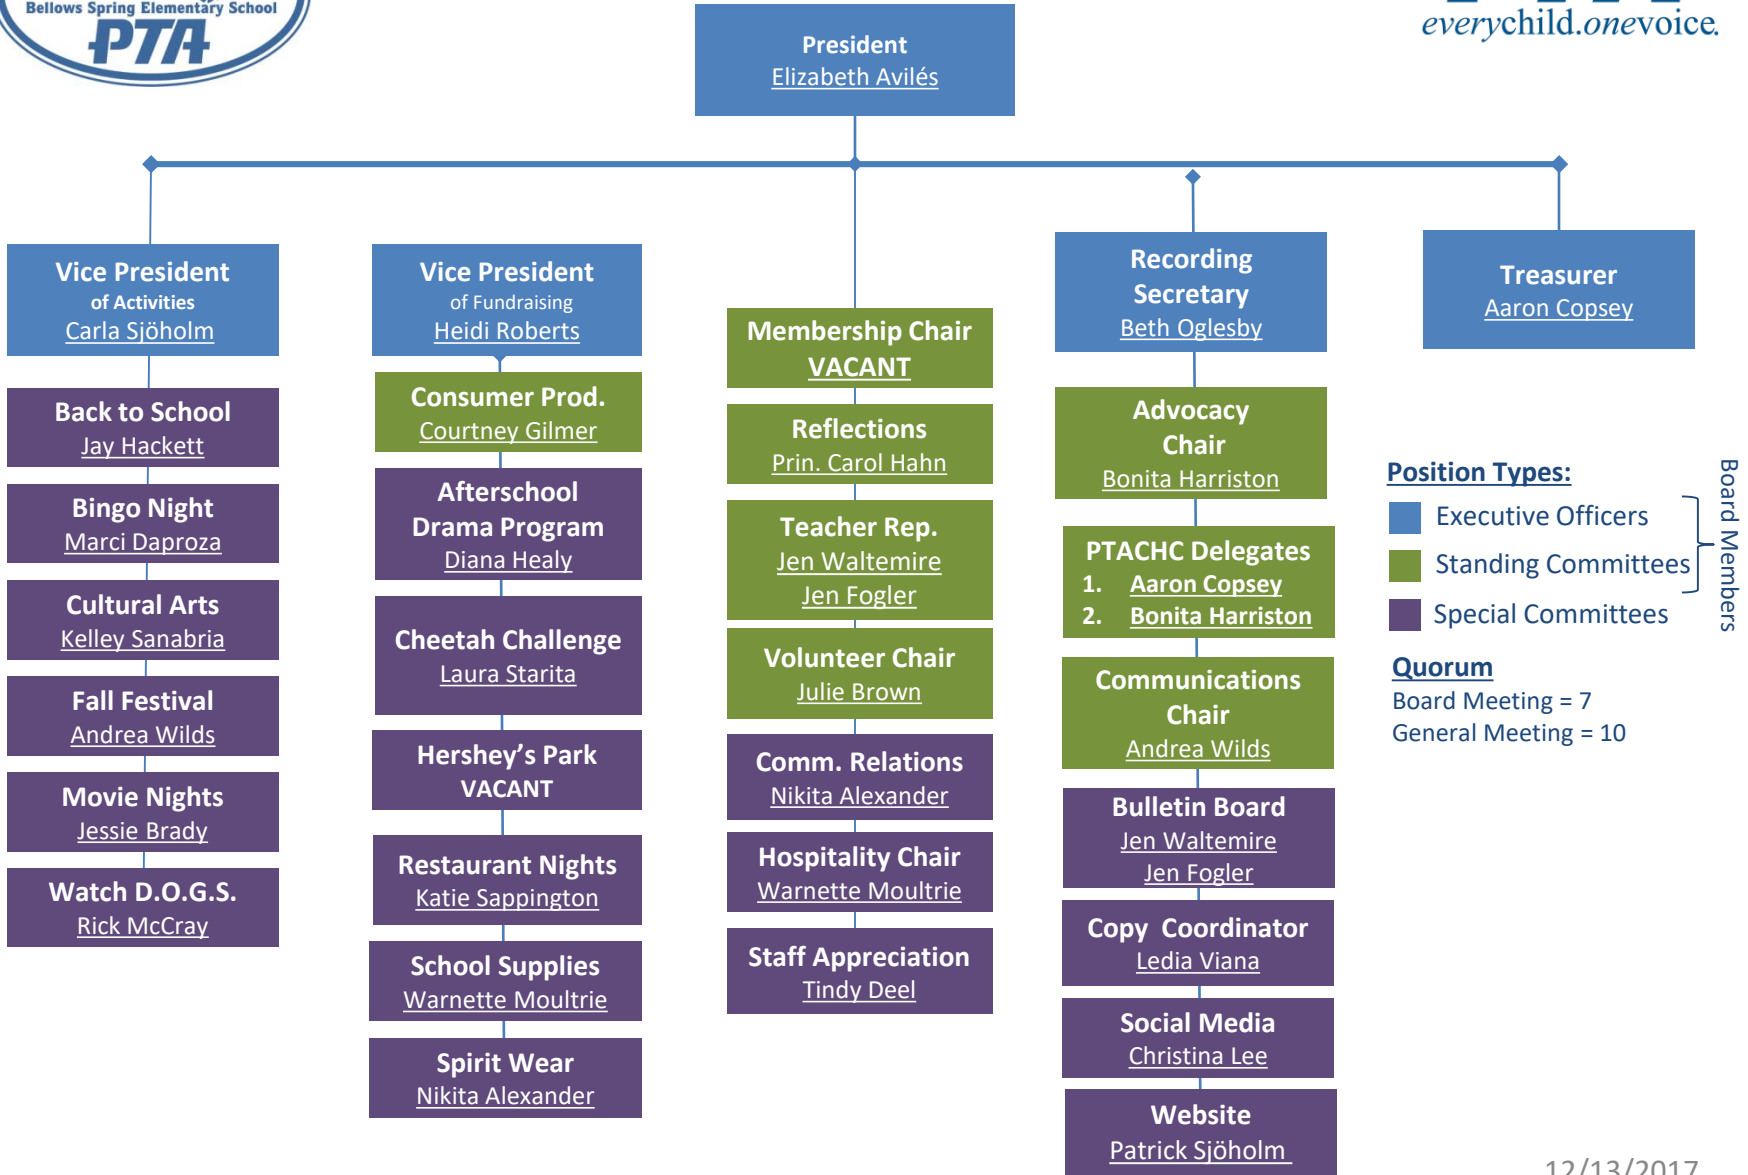 Bellows Spring Elementary School
PTA
everychild.onevoice.
President
Elizabeth Avilés
Vice President
of Activities
Carla Sjöholm
Back to School
Jay Hackett
Bingo Night
Marci Daproza
Cultural Arts
Kelley Sanabria
Fall Festival
Andrea Wilds
Movie Nights
Jessie Brady
Watch D.O.G.S.
Rick McCray
Vice President
of Fundraising
Heidi Roberts
Consumer Prod.
Courtney Gilmer
Afterschool
Drama Program
Diana Healy
Cheetah Challenge
Laura Starita
Hershey’s Park
VACANT
Restaurant Nights
Katie Sappington
School Supplies
Warnette Moultrie
Spirit Wear
Nikita Alexander
Membership Chair
VACANT
Reflections
Prin. Carol Hahn
Teacher Rep.
Jen Waltemire
Jen Fogler
Volunteer Chair
Julie Brown
Comm. Relations
Nikita Alexander
Hospitality Chair
Warnette Moultrie
Staff Appreciation
Tindy Deel
Recording
Secretary
Beth Oglesby
Advocacy
Chair
Bonita Harriston
PTACHC Delegates
1. Aaron Copsey
2. Bonita Harriston
Communications
Chair
Andrea Wilds
Bulletin Board
Jen Waltemire
Jen Fogler
Copy Coordinator
Ledia Viana
Social Media
Christina Lee
Website
Patrick Sjöholm
Treasurer
Aaron Copsey
Position Types:
Executive Officers
Standing Committees
Special Committees
Board Members
Quorum
Board Meeting = 7
General Meeting = 10
12/13/2017